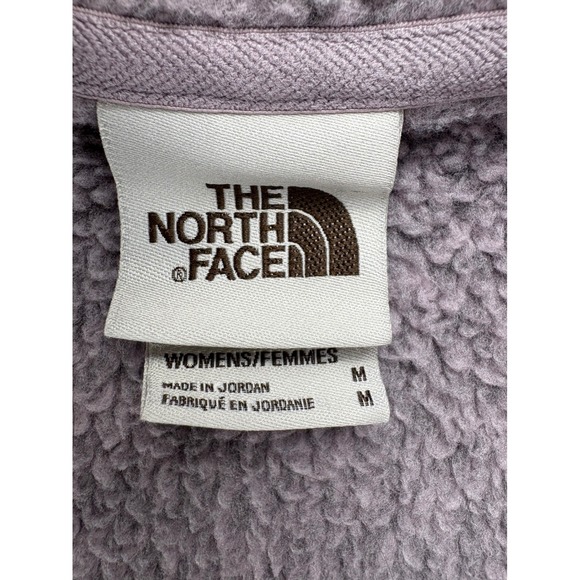 THE
NORTH
®FACE
WOMENS/FEMMES
MADE IN JORDAN M
FABRIQUÉ EN JORDANIE M